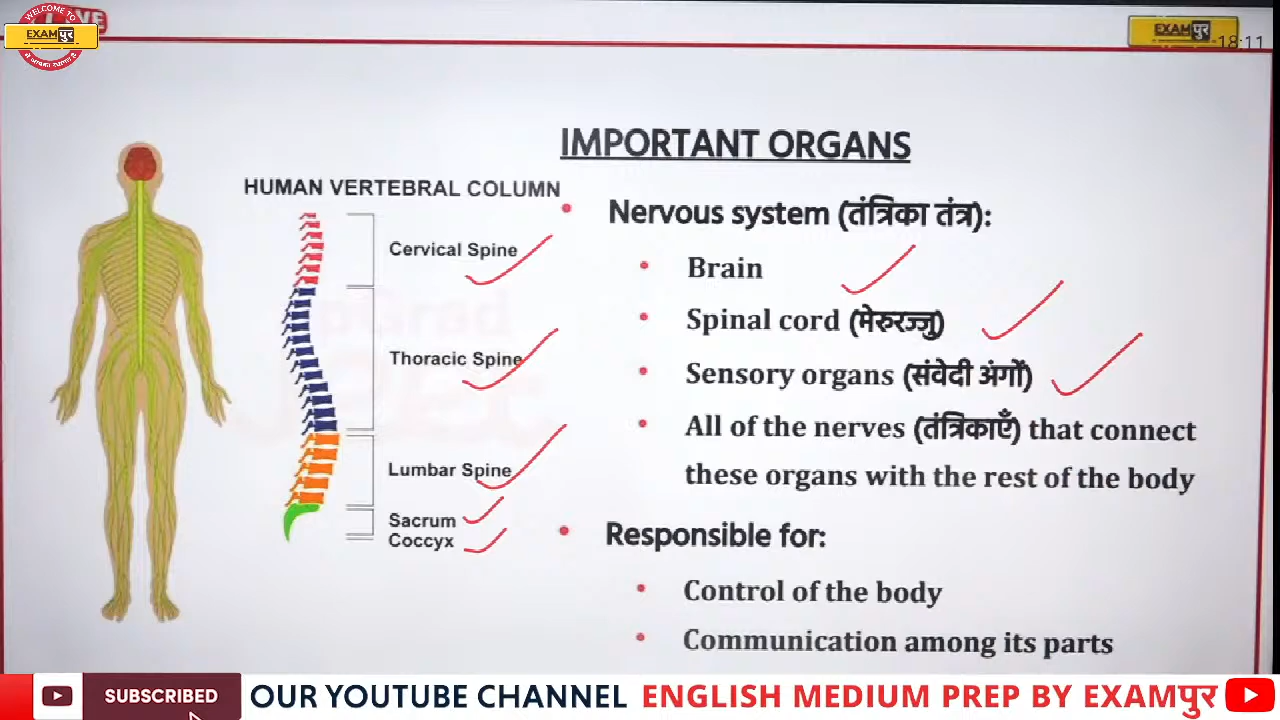 WELCOME TO
LIVE
EXAMपुर
EXAMपुर
18:11
IMPORTANT ORGANS
HUMAN VERTEBRAL COLUMN
Cervical Spine
Thoracic Spine
Lumbar Spine
Sacrum
Coccyx
• Nervous system (तंत्रिका तंत्र):
• Brain
• Spinal cord (मेरुरज्जु)
• Sensory organs (संवेदी अंगों)
• All of the nerves (तंत्रिकाएँ) that connect
these organs with the rest of the body
• Responsible for:
• Control of the body
• Communication among its parts
SUBSCRIBED
OUR YOUTUBE CHANNEL ENGLISH MEDIUM PREP BY EXAMपुर